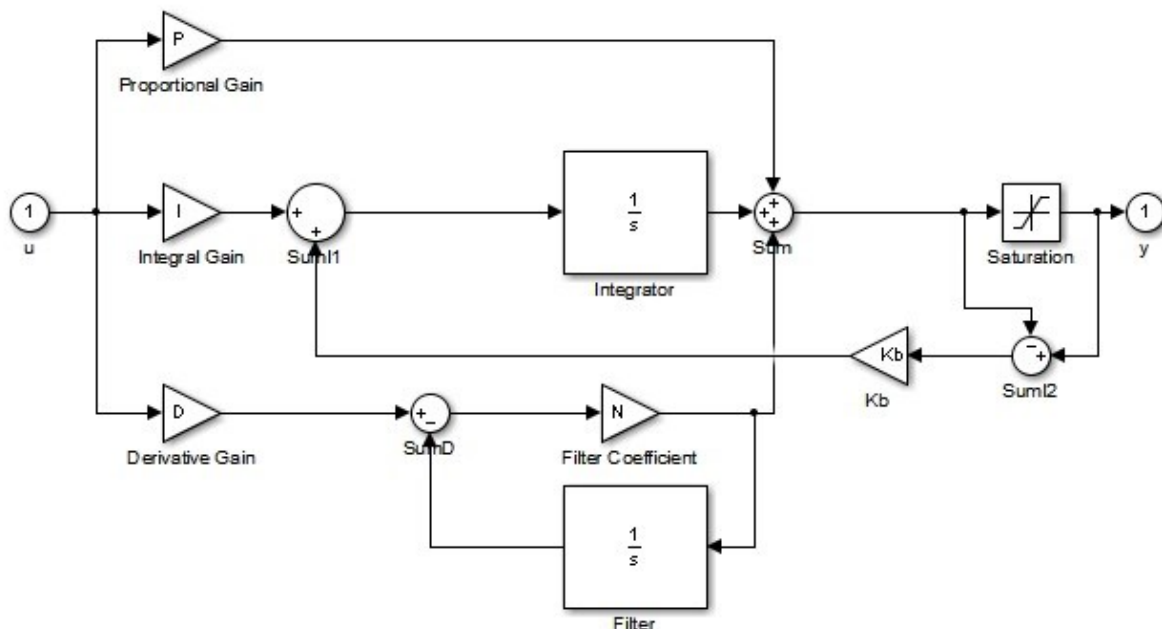 P
Proportional Gain
1
u
I
Integral Gain
+
+
SumI1
1
s
Integrator
+
+
+
Sum
Saturation
1
y
Kb
Kb
−
+
SumI2
D
Derivative Gain
+
−
SumD
N
Filter Coefficient
1
s
Filter